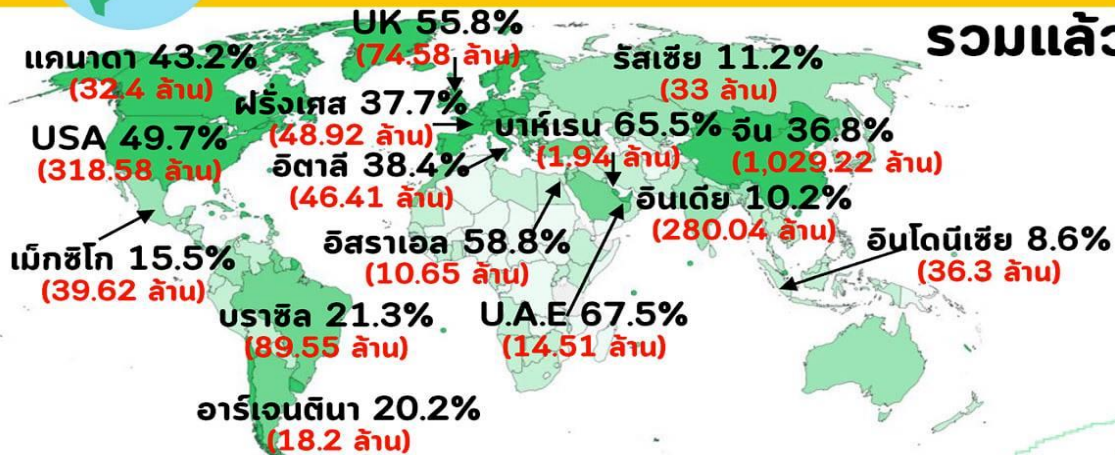 รวมแล้ว
UK 55.8%
(74.58 ล้าน)
แคนาดา 43.2%
(32.4 ล้าน)
รัสเซีย 11.2%
(33 ล้าน)
ฝรั่งเศส 37.7%
(48.92 ล้าน)
USA 49.7%
(318.58 ล้าน)
บาห์เรน 65.5%
(1.94 ล้าน)
จีน 36.8%
(1,029.22 ล้าน)
อิตาลี 38.4%
(46.41 ล้าน)
อินเดีย 10.2%
(280.04 ล้าน)
อิสราเอล 58.8%
(10.65 ล้าน)
อินโดนีเซีย 8.6%
(36.3 ล้าน)
เม็กซิโก 15.5%
(39.62 ล้าน)
บราซิล 21.3%
(89.55 ล้าน)
U.A.E 67.5%
(14.51 ล้าน)
อาร์เจนตินา 20.2%
(18.2 ล้าน)